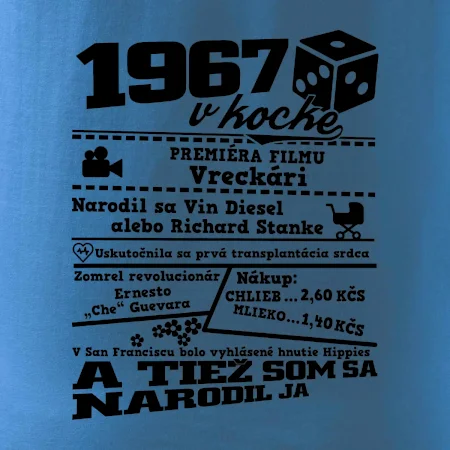 1967
v kocke
PREMIÉRA FILMU
Vreckári
Narodil sa Vin Diesel
alebo Richard Stanke
Uskutočnila sa prvá transplantácia srdca
Zomrel revolucionár
Ernesto
„Che" Guevara
Nákup:
CHLIEB ... 2,60 KČS
MLIEKO...1,40 KČS
V San Franciscu bolo vyhlásené hnutie Hippies
A TIEŽ SOM SA
NARODIL JA